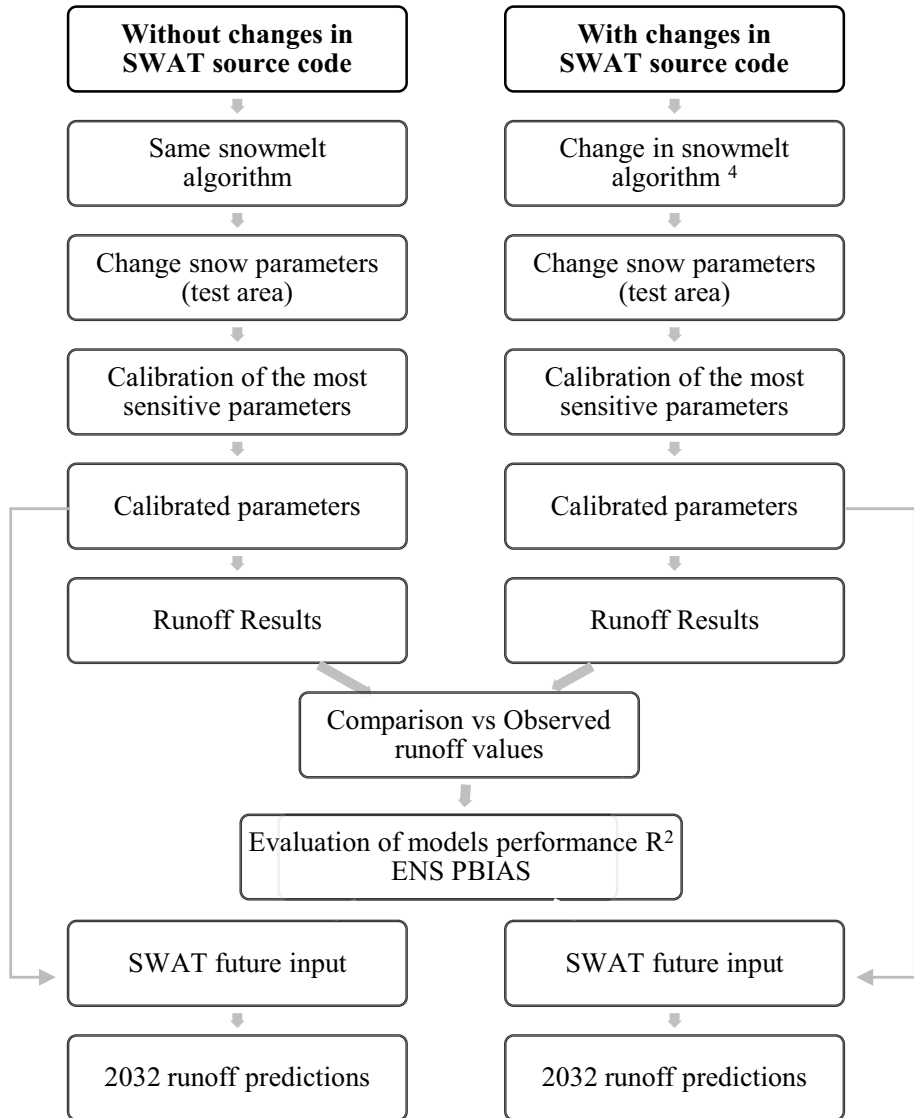 Without changes in
SWAT source code
With changes in
SWAT source code
Same snowmelt
algorithm
Change in snowmelt
algorithm ⁴
Change snow parameters
(test area)
Change snow parameters
(test area)
Calibration of the most
sensitive parameters
Calibration of the most
sensitive parameters
Calibrated parameters
Calibrated parameters
Runoff Results
Runoff Results
Comparison vs Observed
runoff values
Evaluation of models performance R²
ENS PBIAS
SWAT future input
SWAT future input
2032 runoff predictions
2032 runoff predictions